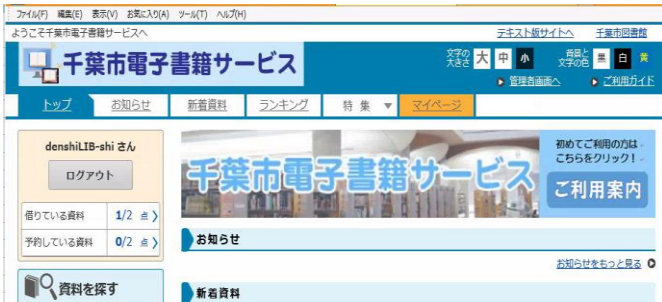 ファイル(F) 編集(E) 表示(V) お気に入り(A) ツール(T) ヘルプ(H)
ようこそ千葉市電子書籍サービスへ
テキスト版サイトへ 千葉市図書館
千葉市電子書籍サービス
文字の大きさ 大 中 小 背景と文字の色 黒 白 黄
管理者画面へ ご利用ガイド
トップ お知らせ 新着資料 ランキング 特集 ▼ マイページ
denshiLIB-shi さん
ログアウト
借りている資料 1/2 点
予約している資料 0/2 点
資料を探す
千葉市電子書籍サービス
初めてご利用の方は
こちらをクリック!
ご利用案内
お知らせ
お知らせをもっと見る
新着資料